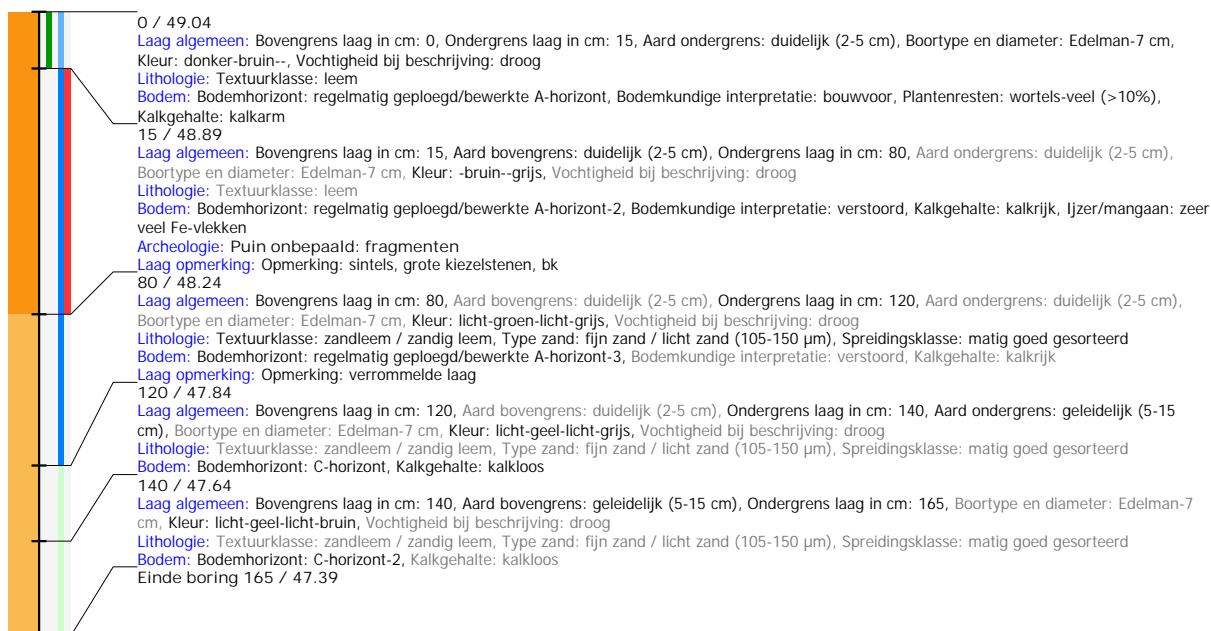 0 / 49.04
Laag algemeen: Bovengrens laag in cm: 0, Ondergrens laag in cm: 15, Aard ondergrens: duidelijk (2-5 cm), Boortype en diameter: Edelman-7 cm,
Kleur: donker-bruin--, Vochtigheid bij beschrijving: droog
Lithologie: Textuurklasse: leem
Bodem: Bodemhorizont: regelmatig geploegd/bewerkte A-horizont, Bodemkundige interpretatie: bouwvoor, Plantenresten: wortels-veel (>10%),
Kalkgehalte: kalkarm
15 / 48.89
Laag algemeen: Bovengrens laag in cm: 15, Aard bovengrens: duidelijk (2-5 cm), Ondergrens laag in cm: 80, Aard ondergrens: duidelijk (2-5 cm),
Boortype en diameter: Edelman-7 cm, Kleur: -bruin--grijs, Vochtigheid bij beschrijving: droog
Lithologie: Textuurklasse: leem
Bodem: Bodemhorizont: regelmatig geploegd/bewerkte A-horizont-2, Bodemkundige interpretatie: verstoord, Kalkgehalte: kalkrijk, Ijzer/mangaan: zeer
veel Fe-vlekken
Archeologie: Puin onbepaald: fragmenten
Laag opmerking: Opmerking: sintels, grote kiezelstenen, bk
80 / 48.24
Laag algemeen: Bovengrens laag in cm: 80, Aard bovengrens: duidelijk (2-5 cm), Ondergrens laag in cm: 120, Aard ondergrens: duidelijk (2-5 cm),
Boortype en diameter: Edelman-7 cm, Kleur: licht-groen-licht-grijs, Vochtigheid bij beschrijving: droog
Lithologie: Textuurklasse: zandleem / zandig leem, Type zand: fijn zand / licht zand (105-150 µm), Spreidingsklasse: matig goed gesorteerd
Bodem: Bodemhorizont: regelmatig geploegd/bewerkte A-horizont-3, Bodemkundige interpretatie: verstoord, Kalkgehalte: kalkrijk
Laag opmerking: Opmerking: verrommelde laag
120 / 47.84
Laag algemeen: Bovengrens laag in cm: 120, Aard bovengrens: duidelijk (2-5 cm), Ondergrens laag in cm: 140, Aard ondergrens: geleidelijk (5-15
cm), Boortype en diameter: Edelman-7 cm, Kleur: licht-geel-licht-grijs, Vochtigheid bij beschrijving: droog
Lithologie: Textuurklasse: zandleem / zandig leem, Type zand: fijn zand / licht zand (105-150 µm), Spreidingsklasse: matig goed gesorteerd
Bodem: Bodemhorizont: C-horizont, Kalkgehalte: kalkloos
140 / 47.64
Laag algemeen: Bovengrens laag in cm: 140, Aard bovengrens: geleidelijk (5-15 cm), Ondergrens laag in cm: 165, Boortype en diameter: Edelman-7
cm, Kleur: licht-geel-licht-bruin, Vochtigheid bij beschrijving: droog
Lithologie: Textuurklasse: zandleem / zandig leem, Type zand: fijn zand / licht zand (105-150 µm), Spreidingsklasse: matig goed gesorteerd
Bodem: Bodemhorizont: C-horizont-2, Kalkgehalte: kalkloos
Einde boring 165 / 47.39